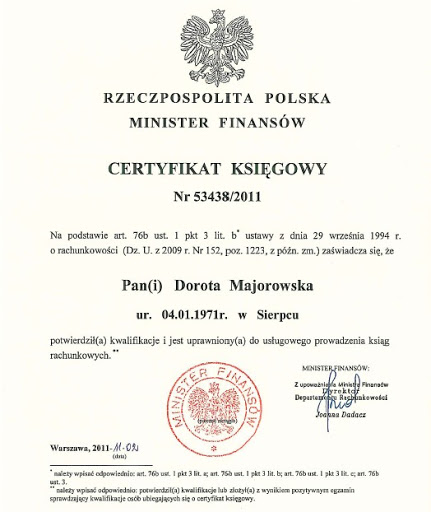 RZECZPOSPOLITA POLSKA
MINISTER FINANSÓW
CERTYFIKAT KSIĘGOWY
Nr 53438/2011
Na podstawie art. 76b ust. 1 pkt 3 lit. b* ustawy z dnia 29 września 1994 r.
o rachunkowości (Dz. U. z 2009 r. Nr 152, poz. 1223, z późn. zm.) zaświadcza się, że
Pan(i) Dorota Majorowska
ur. 04.01.1971r. w Sierpcu
potwierdził(a) kwalifikacje i jest uprawniony(a) do usługowego prowadzenia ksiąg
rachunkowych. **
MINISTER FINANSÓW:
Z upoważnienia Ministra Finansów
Dyrektor
Departamentu Rachunkowości
Joanna Dadacz
MINISTER FINANSÓW
Warszawa, 2011-11-02
(data)
* należy wpisać odpowiednio: art. 76b ust. 1 pkt 3 lit. a; art. 76b ust. 1 pkt 3 lit. b; art. 76b ust. 1 pkt 3 lit. c; art. 76b
ust. 3.
** należy wpisać odpowiednio: potwierdził(a) kwalifikacje lub złożył(a) z wynikiem pozytywnym egzamin
sprawdzający kwalifikacje osób ubiegających się o certyfikat księgowy.